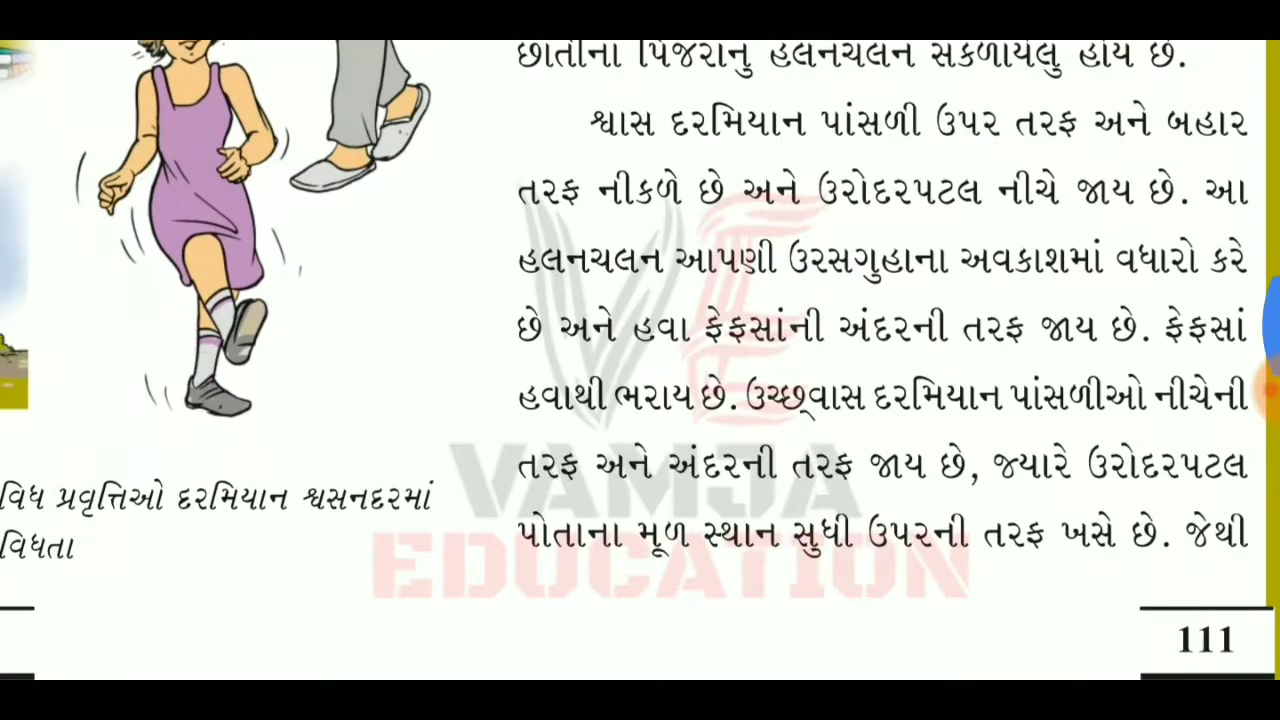 છાતીના પિંજરાનું હલનચલન સંકળાયેલું હોય છે.
શ્વાસ દરમિયાન પાંસળી ઉપર તરફ અને બહાર
તરફ નીકળે છે અને ઉરોદરપટલ નીચે જાય છે. આ
હલનચલન આપણી ઉરસગુહાના અવકાશમાં વધારો કરે
છે અને હવા ફેફસાંની અંદરની તરફ જાય છે. ફેફસાં
હવાથી ભરાય છે. ઉચ્છ્વાસ દરમિયાન પાંસળીઓ નીચેની
તરફ અને અંદરની તરફ જાય છે, જ્યારે ઉરોદરપટલ
પોતાના મૂળ સ્થાન સુધી ઉપરની તરફ ખસે છે. જેથી
વિધ પ્રવૃત્તિઓ દરમિયાન શ્વસનદરમાં
વિધતા
VE
VAMJA
EDUCATION
111